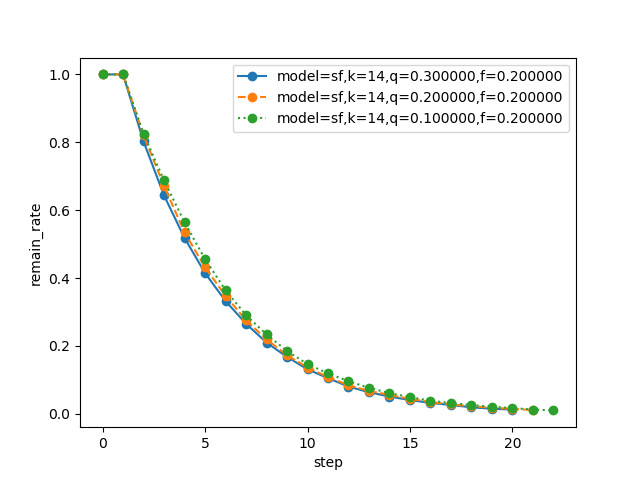 model=sf,k=14,q=0.300000,f=0.200000
model=sf,k=14,q=0.200000,f=0.200000
model=sf,k=14,q=0.100000,f=0.200000
1.0
0.8
0.6
0.4
0.2
0.0
remain_rate
0 5 10 15 20
step